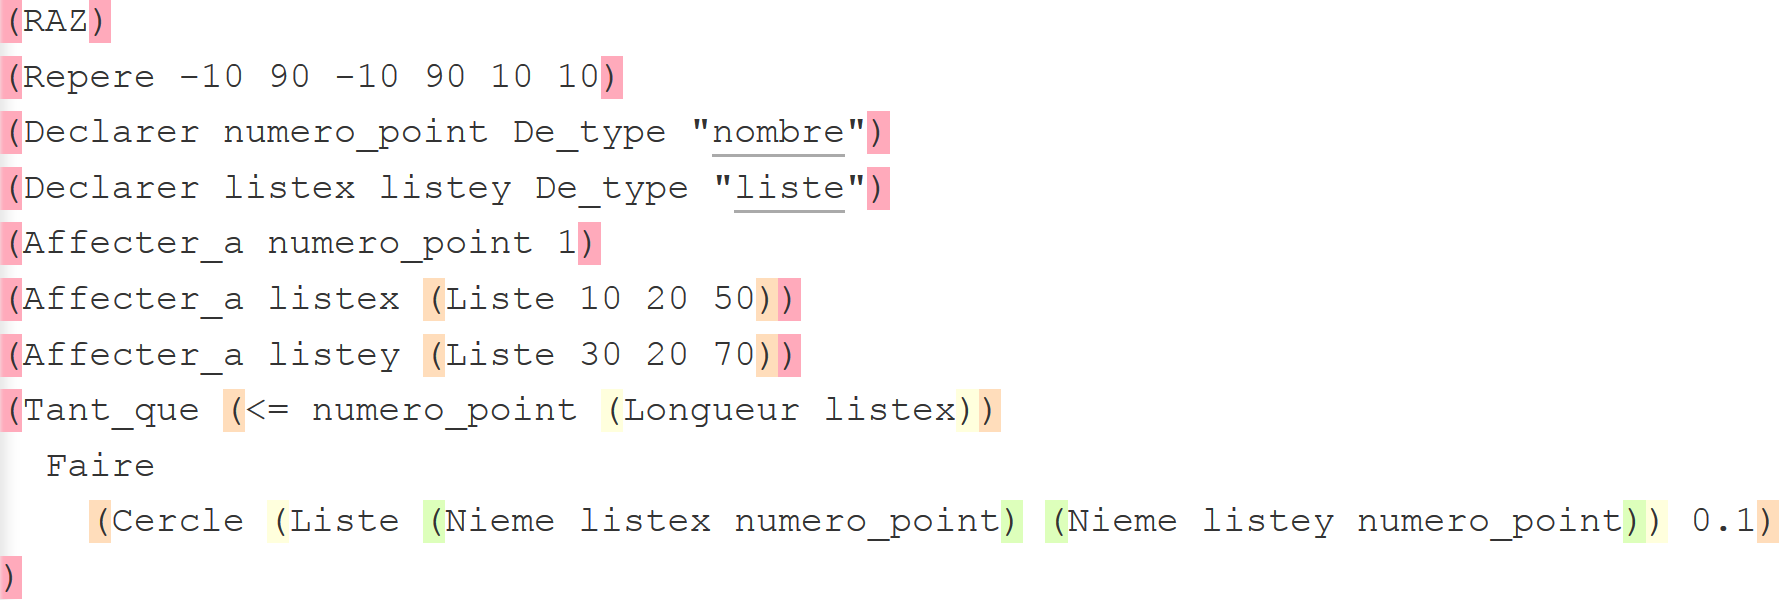 (RAZ)
(Repere -10 90 -10 90 10 10)
(Declarer numero_point De_type "nombre")
(Declarer listex listey De_type "liste")
(Affecter_a numero_point 1)
(Affecter_a listex (Liste 10 20 50))
(Affecter_a listey (Liste 30 20 70))
(Tant_que (<= numero_point (Longueur listex))
  Faire
    (Cercle (Liste (Nieme listex numero_point) (Nieme listey numero_point)) 0.1)
)